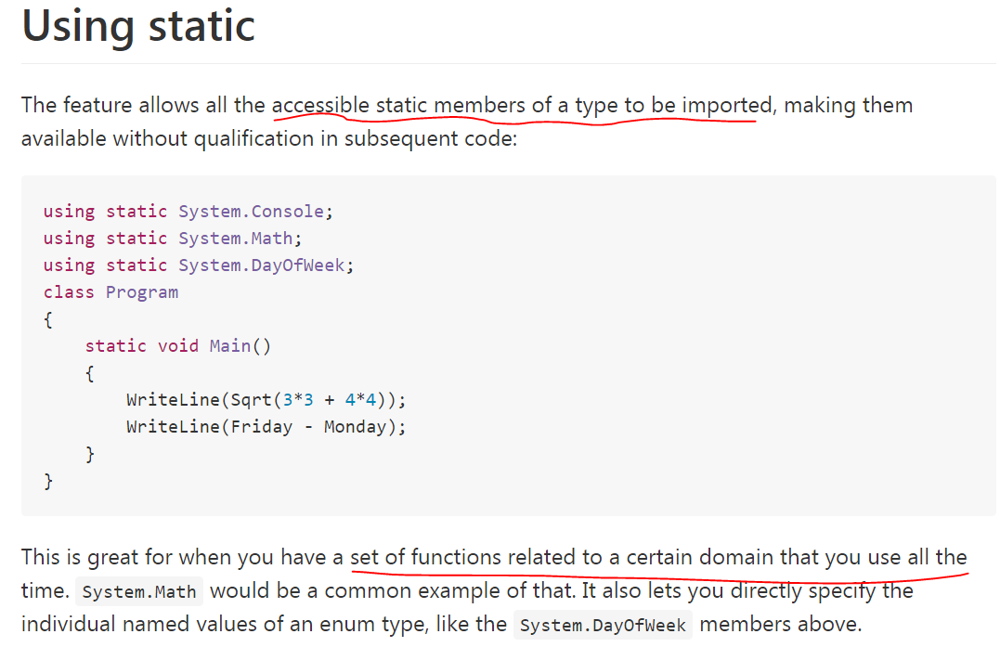 Using static
The feature allows all the accessible static members of a type to be imported, making them
available without qualification in subsequent code:
using static System.Console;
using static System.Math;
using static System.DayOfWeek;
class Program
{
    static void Main()
    {
        WriteLine(Sqrt(3*3 + 4*4));
        WriteLine(Friday - Monday);
    }
}
This is great for when you have a set of functions related to a certain domain that you use all the
time. System.Math would be a common example of that. It also lets you directly specify the
individual named values of an enum type, like the System.DayOfWeek members above.